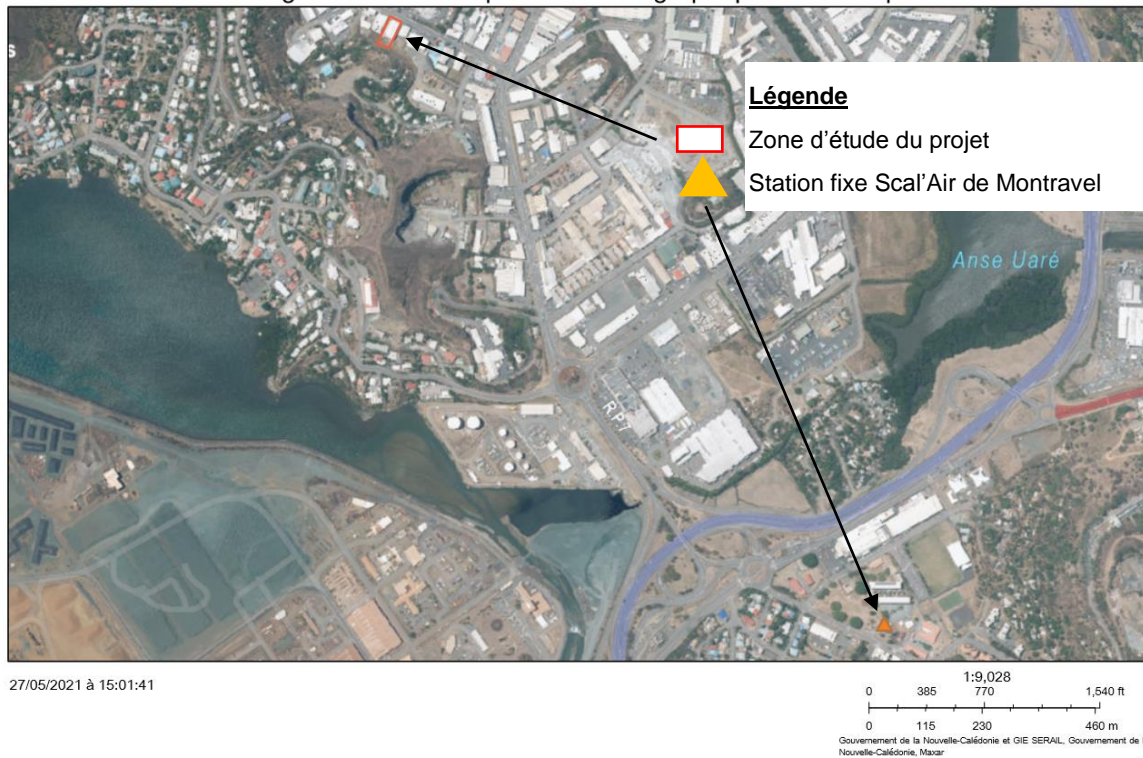 Légende
Zone d'étude du projet
Station fixe Scal'Air de Montravel
Anse Uaré
RP1
27/05/2021 à 15:01:41
1:9,028
0 385 770 1,540 ft
0 115 230 460 m
Gouvernement de la Nouvelle-Calédonie et GIE SERAIL, Gouvernement de
Nouvelle-Calédonie, Maxar